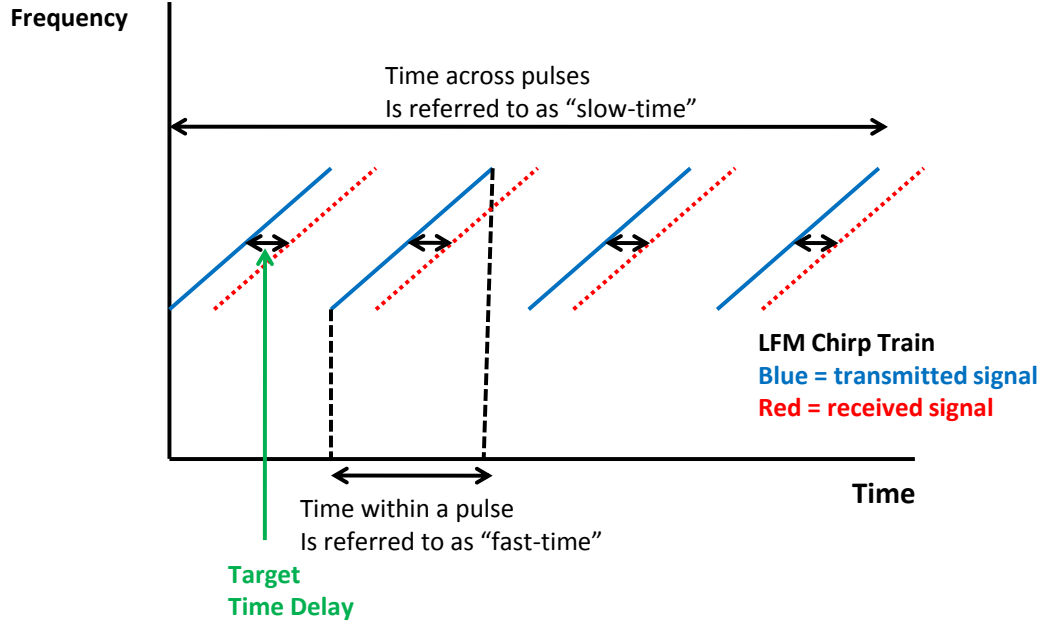 Frequency
Time across pulses
Is referred to as “slow-time”
LFM Chirp Train
Blue = transmitted signal
Red = received signal
Time
Time within a pulse
Is referred to as “fast-time”
Target
Time Delay